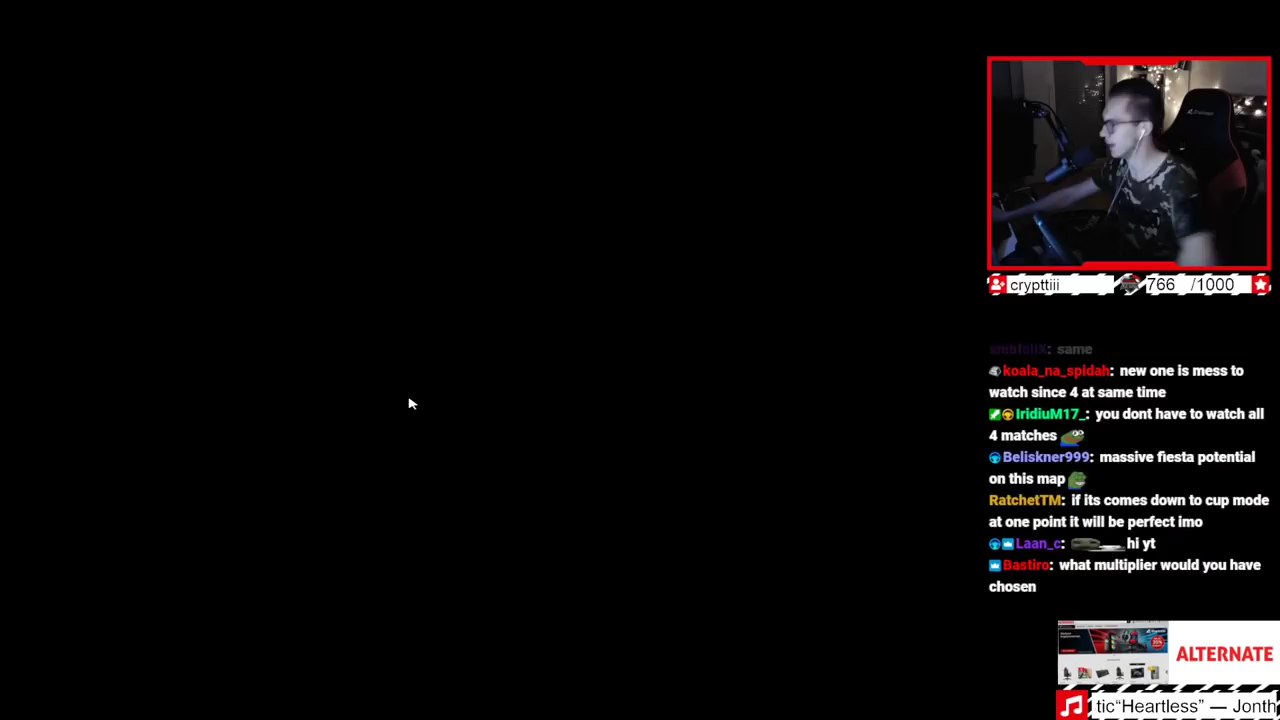 crypttiii 766 /1000
same
koala_na_spidah: new one is mess to
watch since 4 at same time
IridiuM17_: you dont have to watch all
4 matches
Beliskner999: massive fiesta potential
on this map
RatchetTM: if its comes down to cup mode
at one point it will be perfect imo
Laan_c: hi yt
Bastiro: what multiplier would you have
chosen
ALTERNATE
tic“Heartless” — Jonth